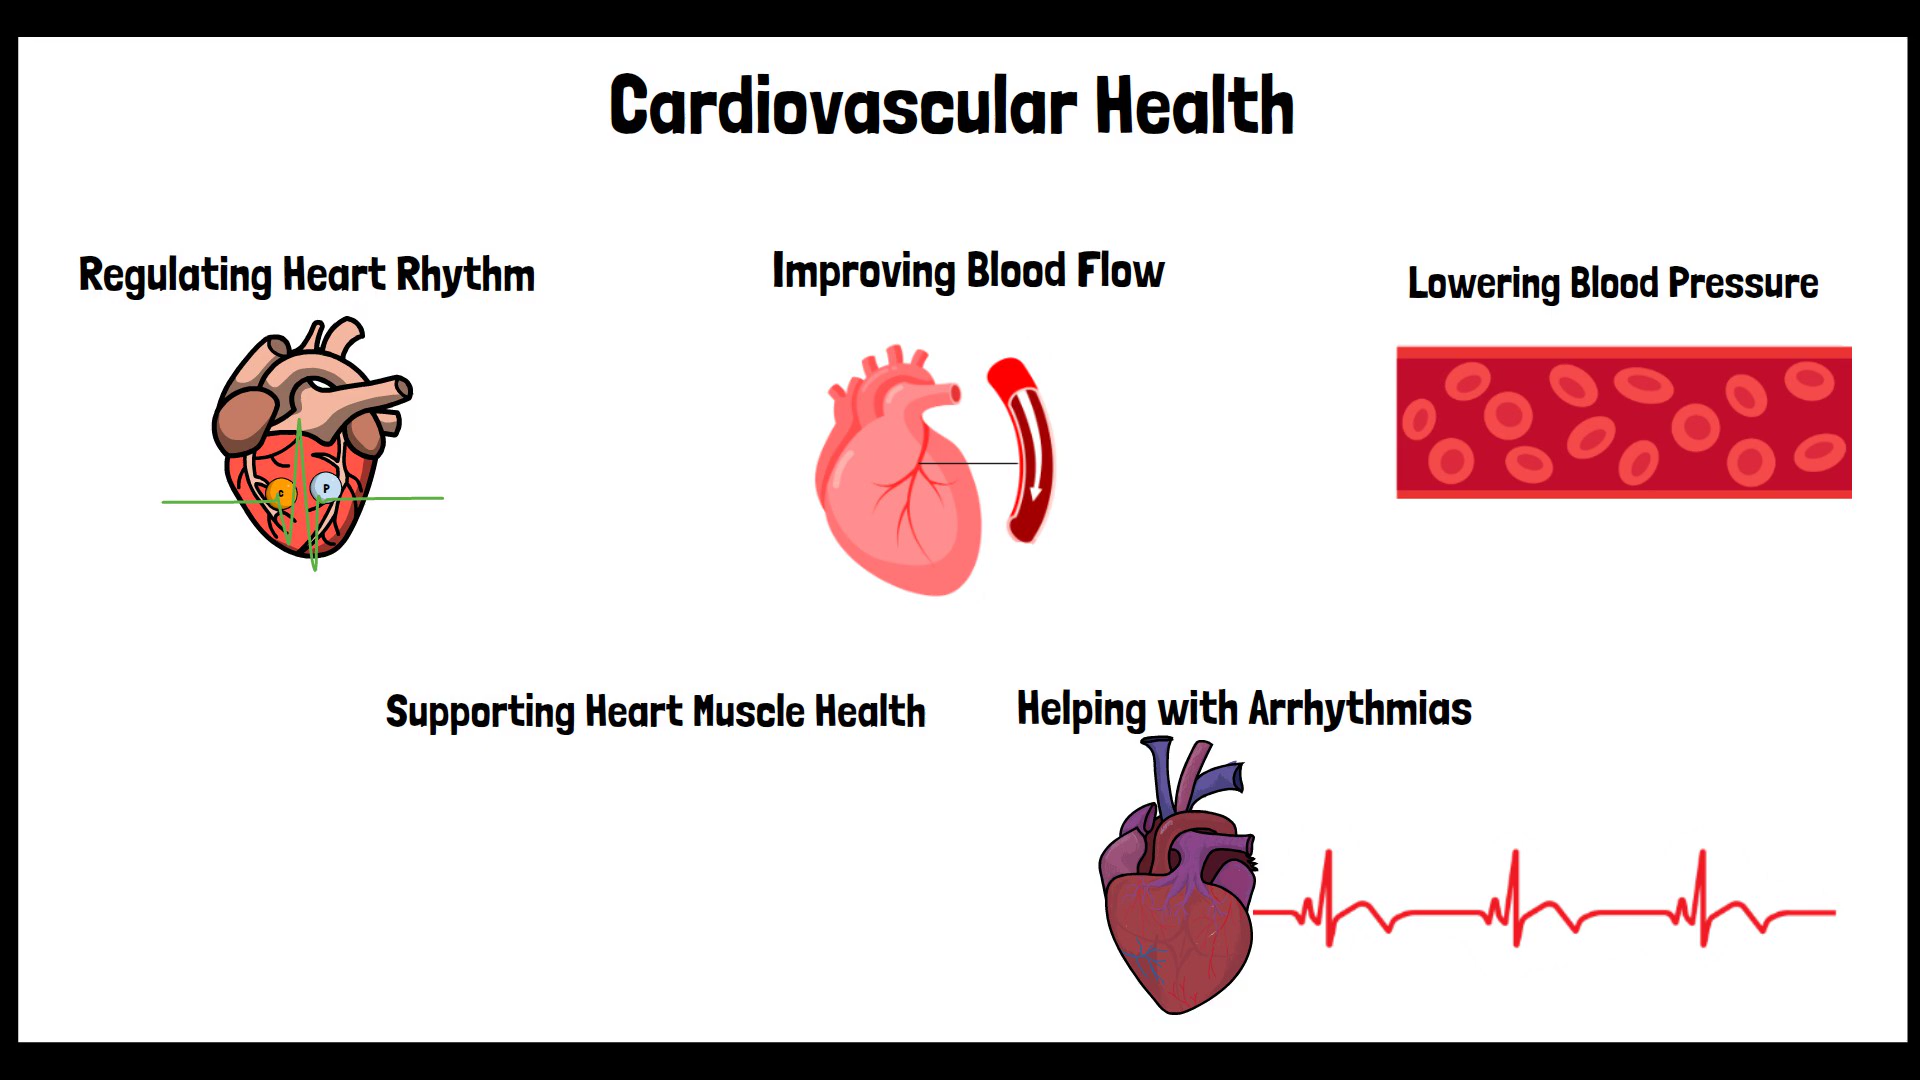 Cardiovascular Health
Regulating Heart Rhythm
Improving Blood Flow
Lowering Blood Pressure
C
P
Supporting Heart Muscle Health
Helping with Arrhythmias